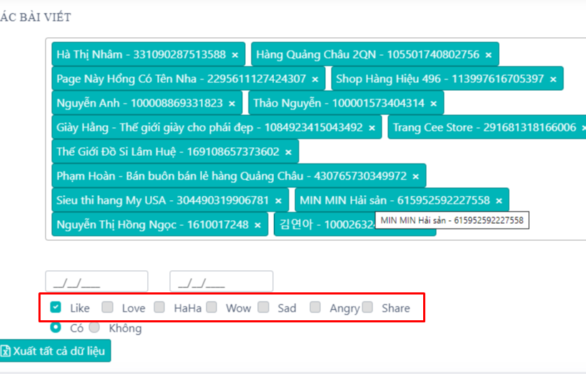 ÁC BÀI VIẾT
Hà Thị Nhâm - 331090287513588 × Hàng Quảng Châu 2QN - 105501740802756 ×
Page Này Hổng Có Tên Nha - 2295611127424307 × Shop Hàng Hiệu 496 - 113997616705397 ×
Nguyễn Anh - 100008869331823 × Thảo Nguyễn - 100001573404314 ×
Giày Hằng - Thế giới giày cho phái đẹp - 1084923415043492 × Trang Cee Store - 291681318166006 ×
Thế Giới Đồ Si Lâm Huệ - 169108657373602 ×
Phạm Hoàn - Bán buôn bán lẻ hàng Quảng Châu - 430765730349972 ×
Sieu thi hang My USA - 304490319906781 × MIN MIN Hải sản - 615952592227558 ×
MIN MIN Hải sản - 615952592227558
Nguyễn Thị Hồng Ngọc - 1610017248 × 김연아 - 10002632
__/__/____ __/__/____
Like Love HaHa Wow Sad Angry Share
Có Không
Xuất tất cả dữ liệu